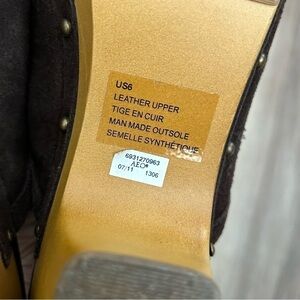 US6
LEATHER UPPER
TIGE EN CUIR
MAN MADE OUTSOLE
SEMELLE SYNTHÉTIQUE
6931270963
AEO®
07/11 1306